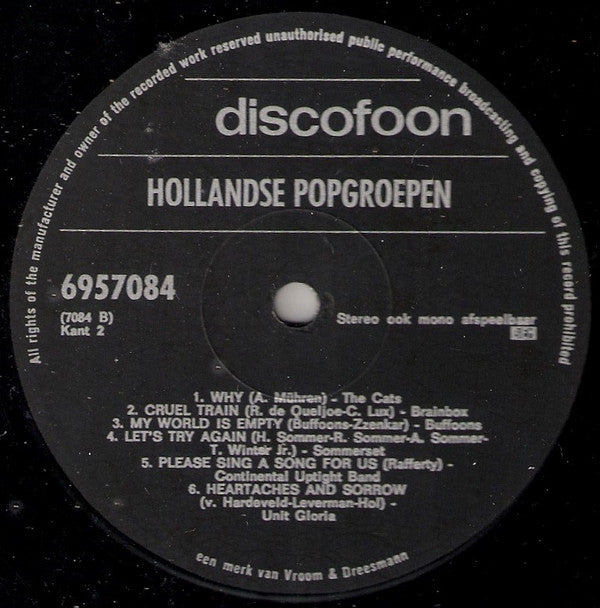 All rights of the manufacturer and owner of the recorded work reserved unauthorised public performance broadcasting and copying of this record prohibited
discofoon
HOLLANDSE POPGROEPEN
6957084
(7084 B)
Kant 2
Stereo ook mono afspeelbaar
1. WHY (A. Mühren) - The Cats
2. CRUEL TRAIN (R. de Queljoe-C. Lux) - Brainbox
3. MY WORLD IS EMPTY (Buffoons-Zzenkar) - Buffoons
4. LET'S TRY AGAIN (H. Sommer-R. Sommer-A. Sommer-
T. Winter Jr.) - Sommerset
5. PLEASE SING A SONG FOR US (Rafferty) -
Continental Uptight Band
6. HEARTACHES AND SORROW
(v. Hardeveld-Leverman-Hol) -
Unit Gloria
een merk van Vroom & Dreesmann